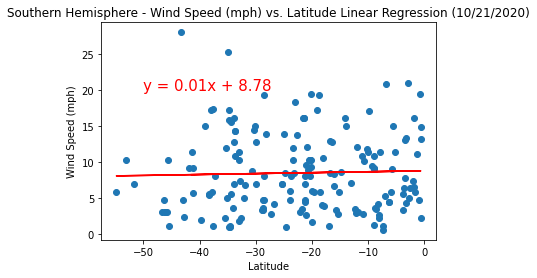 Southern Hemisphere - Wind Speed (mph) vs. Latitude Linear Regression (10/21/2020)
25
20
15
10
5
0
Wind Speed (mph)
y = 0.01x + 8.78
−50 −40 −30 −20 −10 0
Latitude